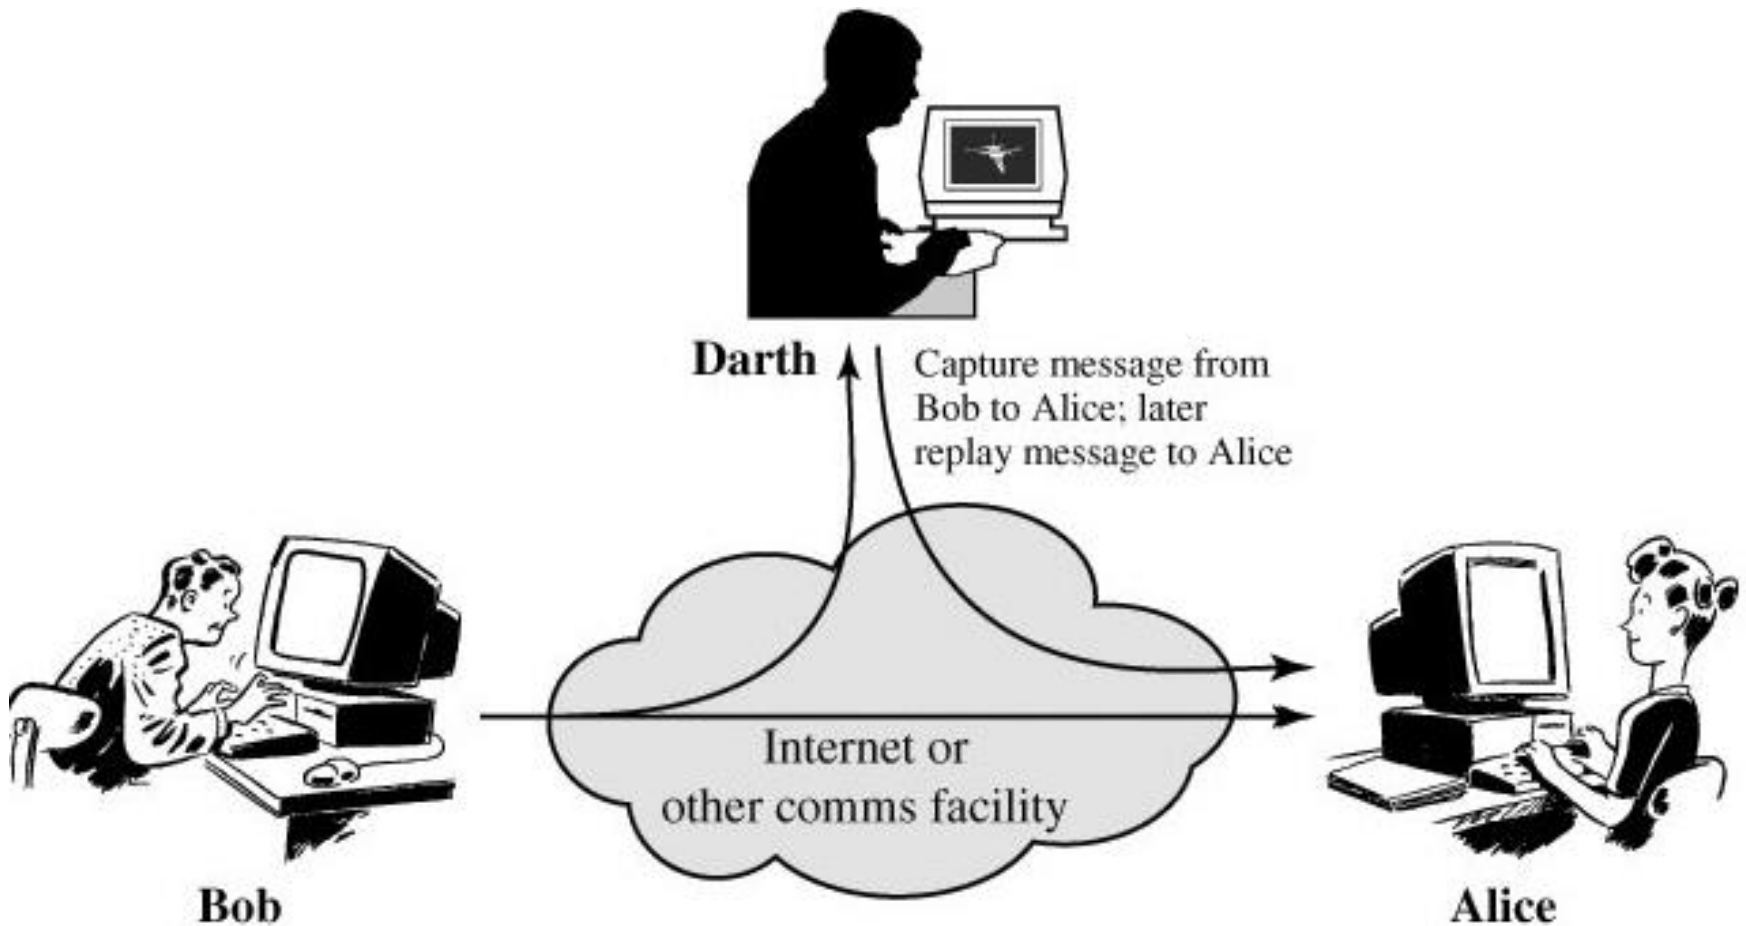 Darth
Capture message from
Bob to Alice; later
replay message to Alice
Internet or
other comms facility
Bob
Alice